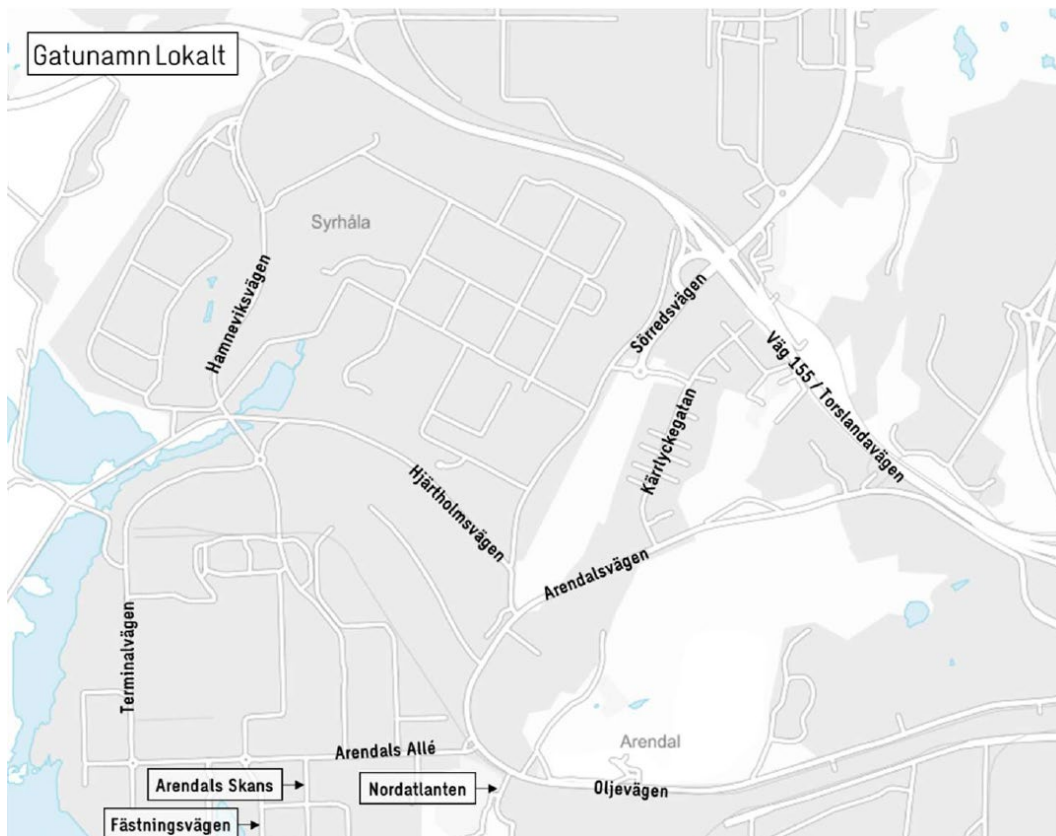 Gatunamn Lokalt
Syrhåla
Hamneviksvägen
Sörredsvägen
Väg 155 / Torslandavägen
Kärrlyckegatan
Hjärtholmsvägen
Arendalsvägen
Terminalvägen
Arendals Allé
Arendal
Arendals Skans
Nordatlanten
Oljevägen
Fästningsvägen